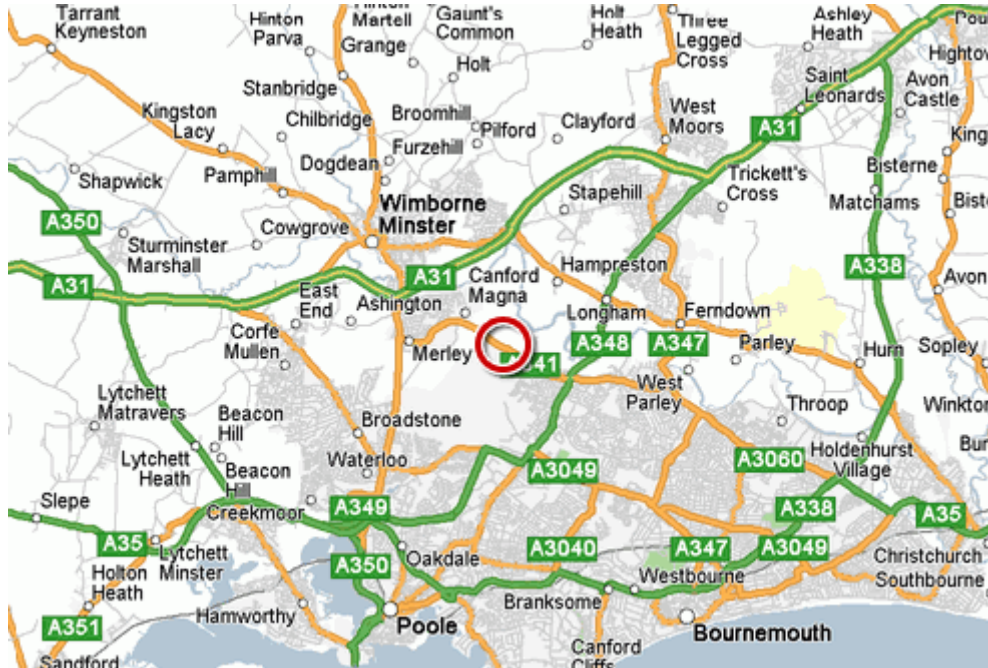 Tarrant
Keyneston
Hinton
Parva
Hinton
Martell
Grange
Gaunt's
Common
Holt
Heath
Three
Legged
Cross
Ashley
Heath
Holt
Stanbridge
Saint
Leonards
Avon
Castle
Kingston
Lacy
Chilbridge
Broomhill
Pilford
Clayford
West
Moors
A31
Furzehill
Dogdean
Bisterne
Shapwick
Pamphill
Stapehill
Trickett's
Cross
Matchams
Wimborne
Minster
A350
Cowgrove
Sturminster
Marshall
A31
A31
Canford
Magna
Hampreston
A338
Avon
East
End
Ashington
Longham
Ferndown
Corfe
Mullen
Merley
A348
A347
Parley
Hurn
Sopley
West
Parley
Lytchett
Matravers
Beacon
Hill
Broadstone
Throop
Lytchett
Heath
Beacon
Hill
Waterloo
A3049
A3060
Holdenhurst
Village
Slepe
Creekmoor
A349
A338
A35
A35
Lytchett
Minster
Oakdale
A3040
A347
A3049
Christchurch
Holton
Heath
A350
Westbourne
Southbourne
Hamworthy
Branksome
A351
Poole
Bournemouth
Sandford
Canford
Cliffs